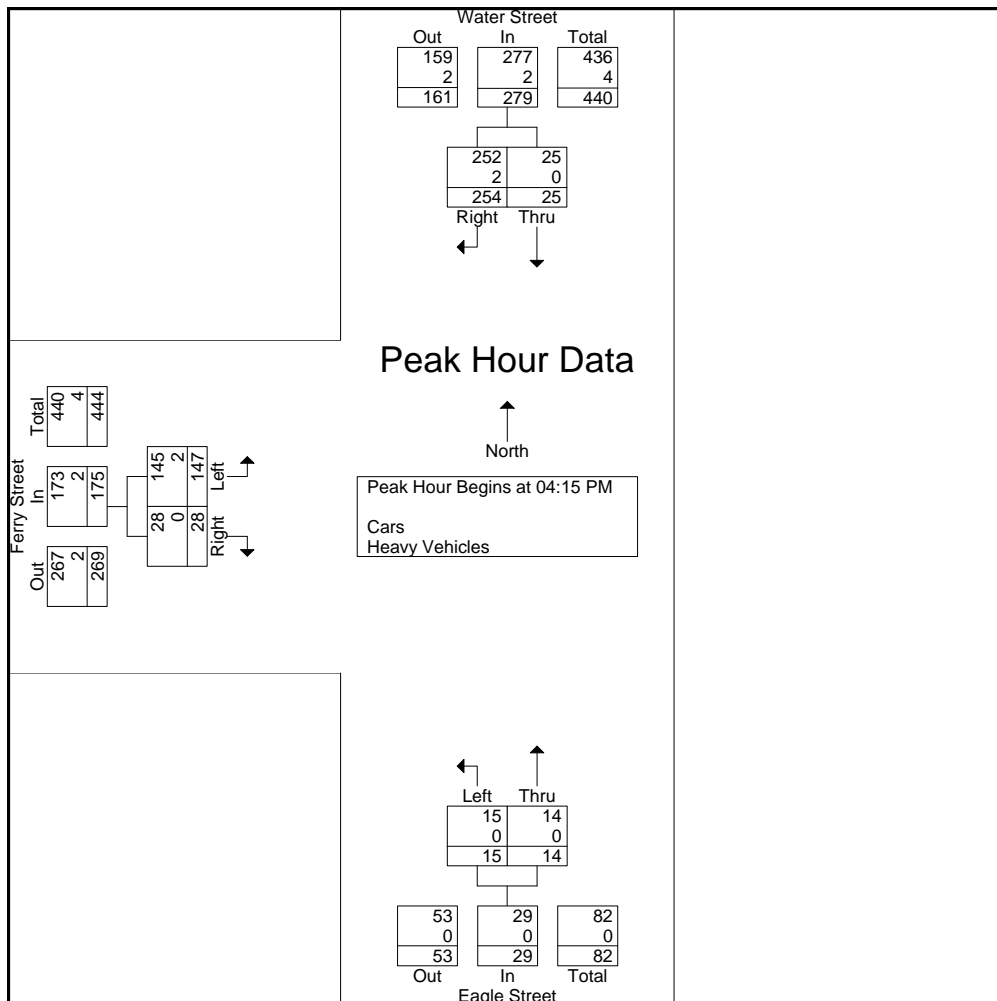 Water Street
Out In Total
159 277 436
2 2 4
161 279 440
252 25
2 0
254 25
Right Thru
Peak Hour Data
North
Peak Hour Begins at 04:15 PM
Cars
Heavy Vehicles
Ferry Street
Total
440
4
444
In
173
2
175
Out
267
2
269
Left
145
2
147
Right
28
0
28
Left Thru
15 14
0 0
15 14
53 29 82
0 0 0
53 29 82
Out In Total
Eagle Street